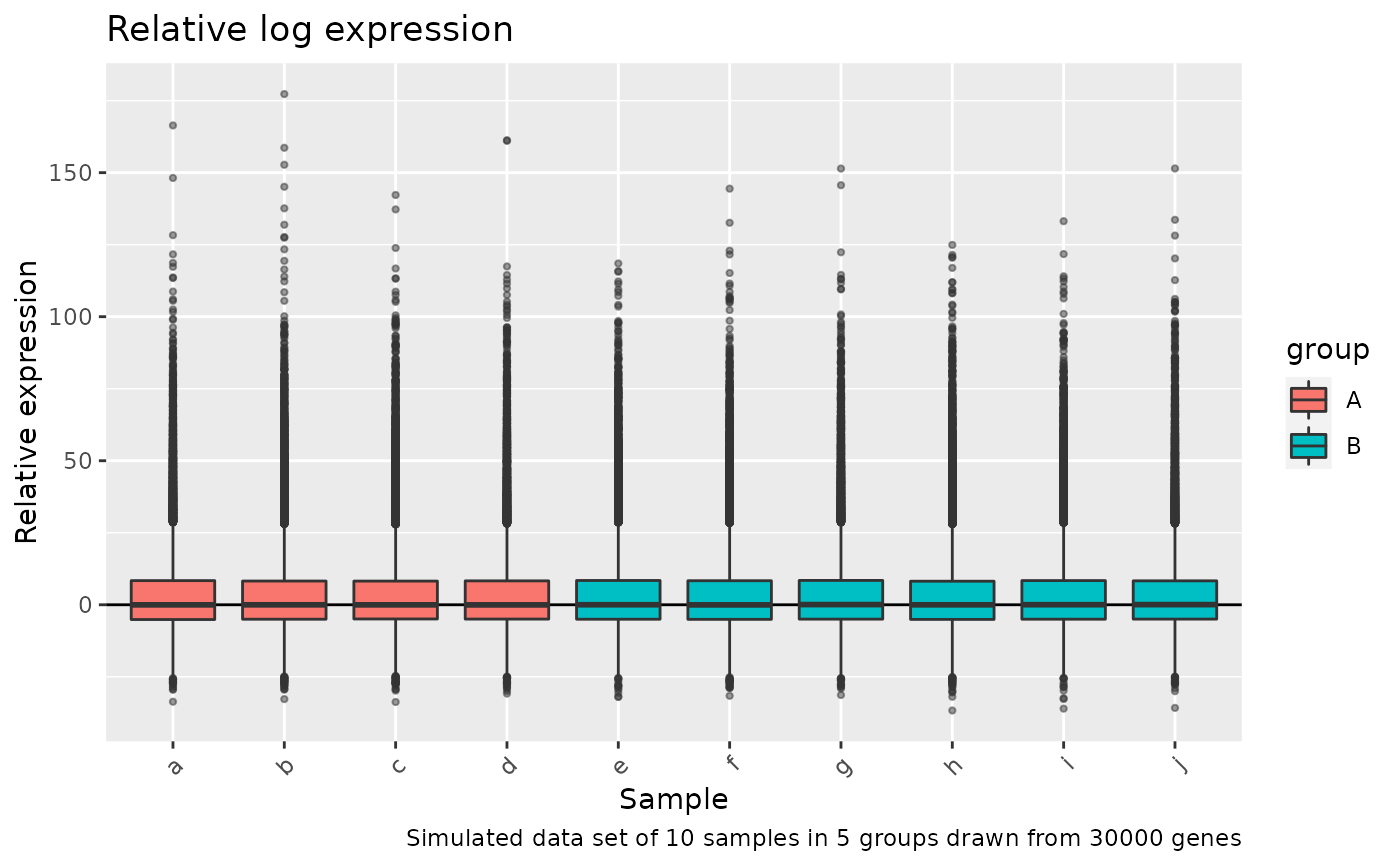 Relative log expression
Relative expression
150
100
50
0
a b c d e f g h i j
Sample
group
A
B
Simulated data set of 10 samples in 5 groups drawn from 30000 genes